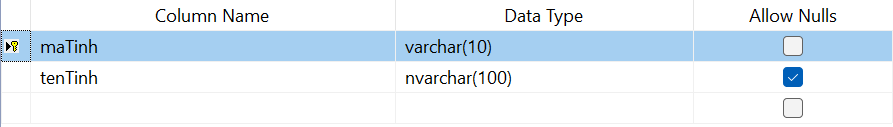 Column Name Data Type Allow Nulls
maTinh varchar(10)
tenTinh nvarchar(100)